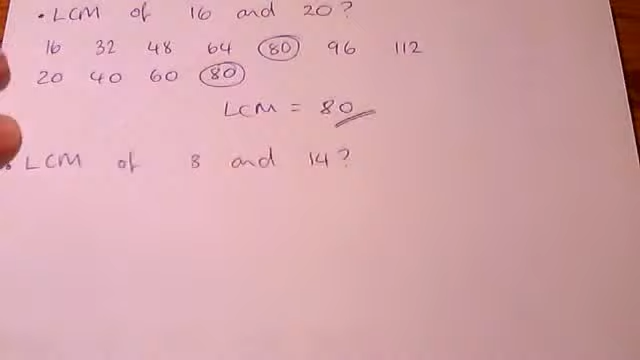 • LCM of 16 and 20?
16 32 48 64 80 96 112
20 40 60 80
LCM = 80
• LCM of 8 and 14?